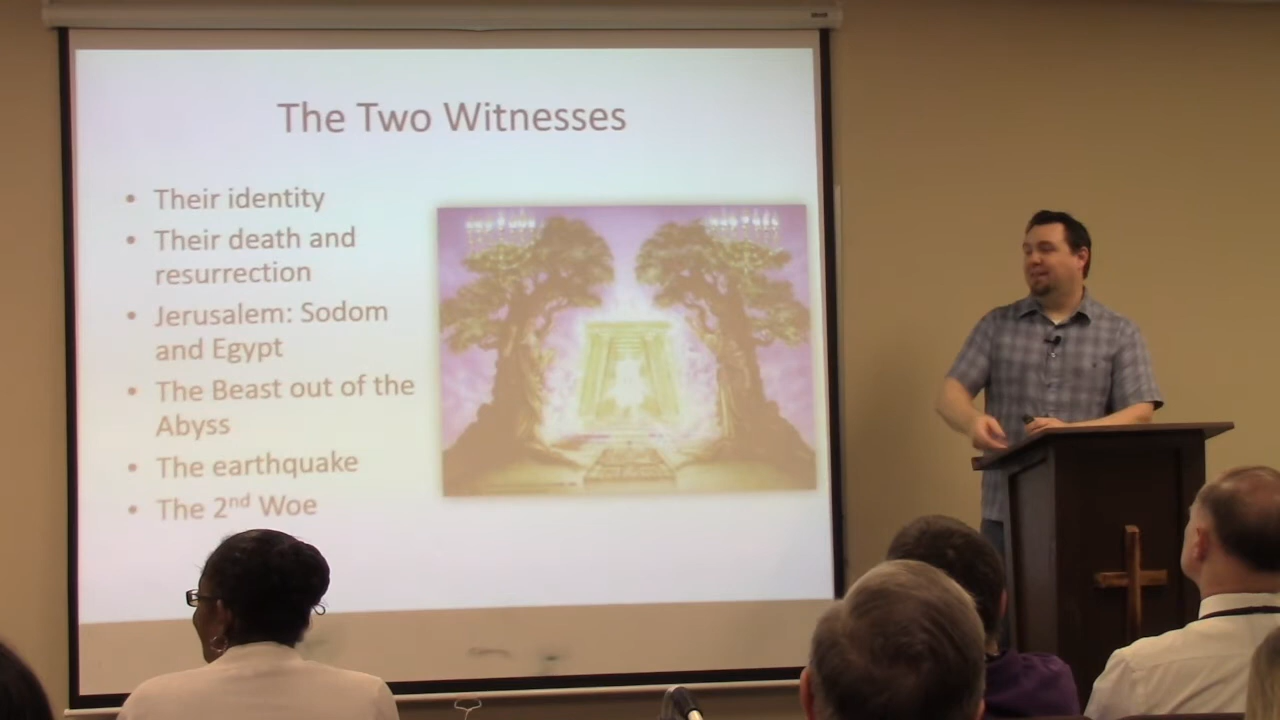 The Two Witnesses
• Their identity
• Their death and
resurrection
• Jerusalem: Sodom
and Egypt
• The Beast out of the
Abyss
• The earthquake
• The 2nd Woe